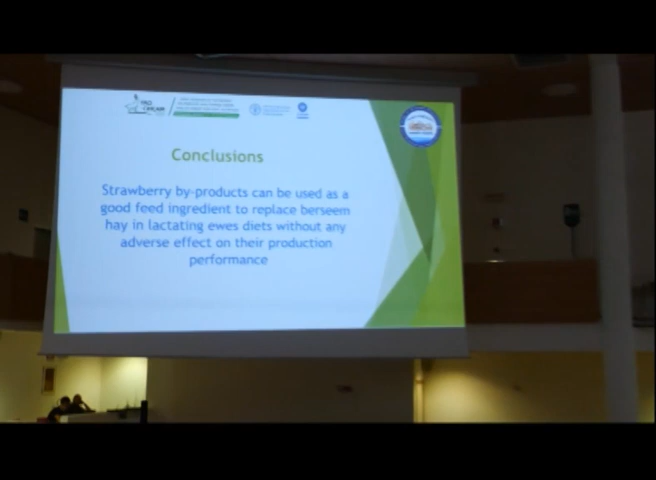 Conclusions
Strawberry by-products can be used as a
good feed ingredient to replace berseem
hay in lactating ewes diets without any
adverse effect on their production
performance